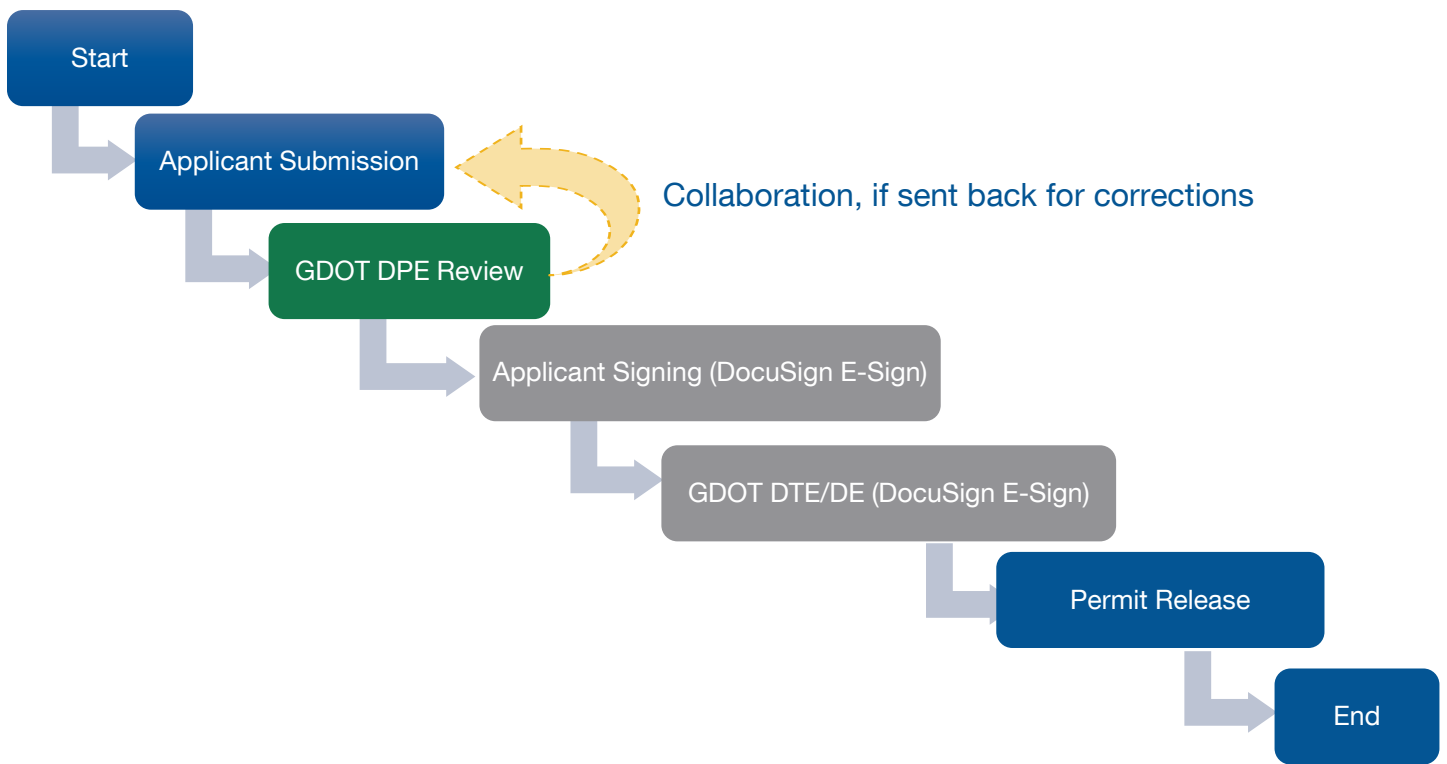 Start
Applicant Submission
Collaboration, if sent back for corrections
GDOT DPE Review
Applicant Signing (DocuSign E-Sign)
GDOT DTE/DE (DocuSign E-Sign)
Permit Release
End